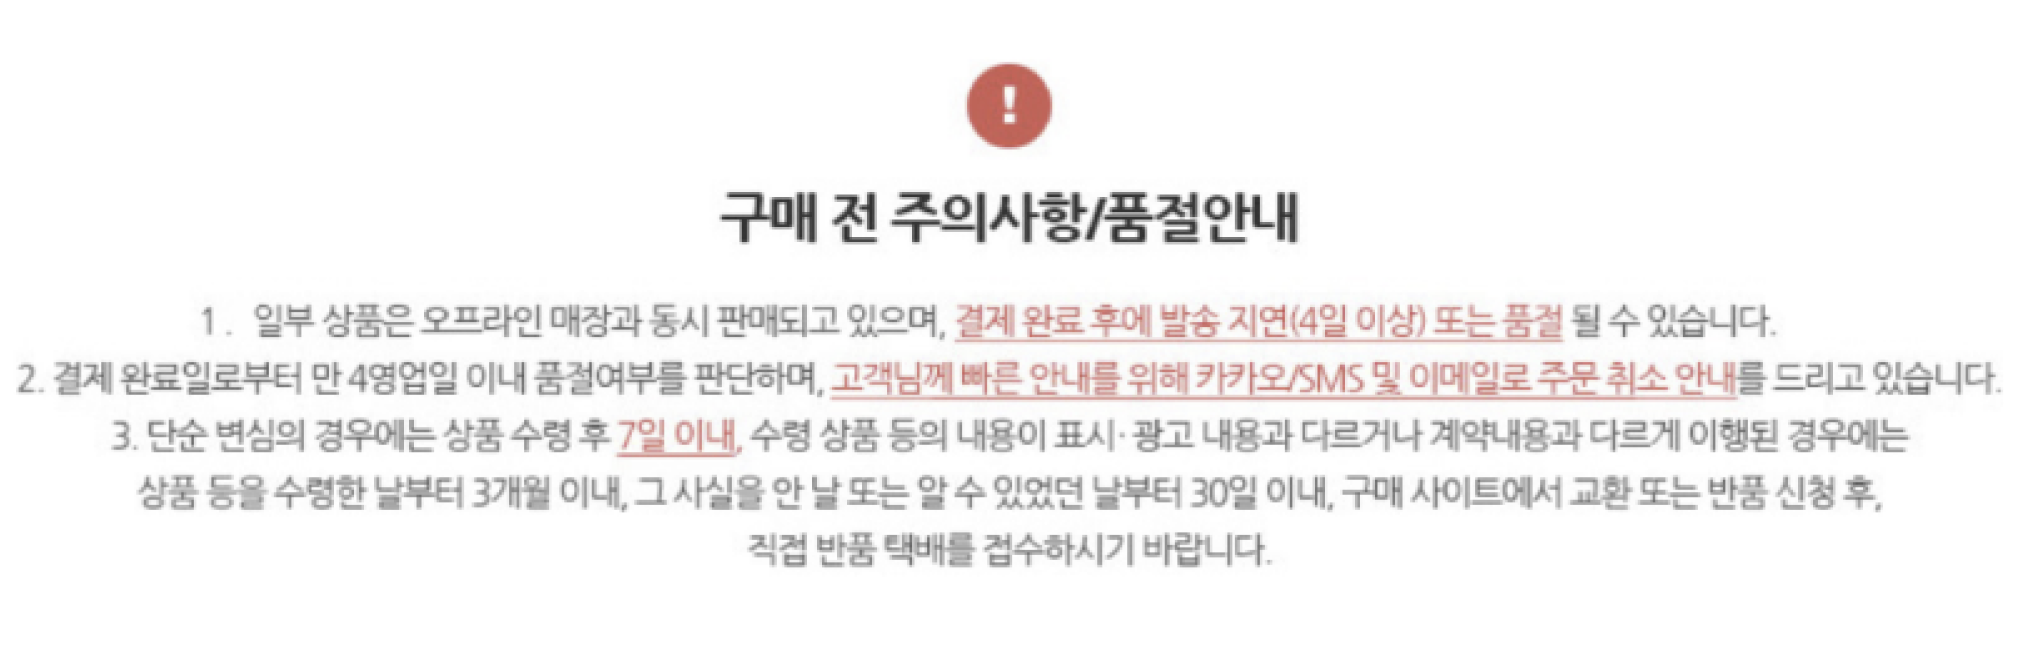 !
구매 전 주의사항/품절안내
1. 일부 상품은 오프라인 매장과 동시 판매되고 있으며, 결제 완료 후에 발송 지연(4일 이상) 또는 품절 될 수 있습니다.
2. 결제 완료일로부터 만 4영업일 이내 품절여부를 판단하며, 고객님께 빠른 안내를 위해 카카오/SMS 및 이메일로 주문 취소 안내를 드리고 있습니다.
3. 단순 변심의 경우에는 상품 수령 후 7일 이내, 수령 상품 등의 내용이 표시·광고 내용과 다르거나 계약내용과 다르게 이행된 경우에는
상품 등을 수령한 날부터 3개월 이내, 그 사실을 안 날 또는 알 수 있었던 날부터 30일 이내, 구매 사이트에서 교환 또는 반품 신청 후,
직접 반품 택배를 접수하시기 바랍니다.